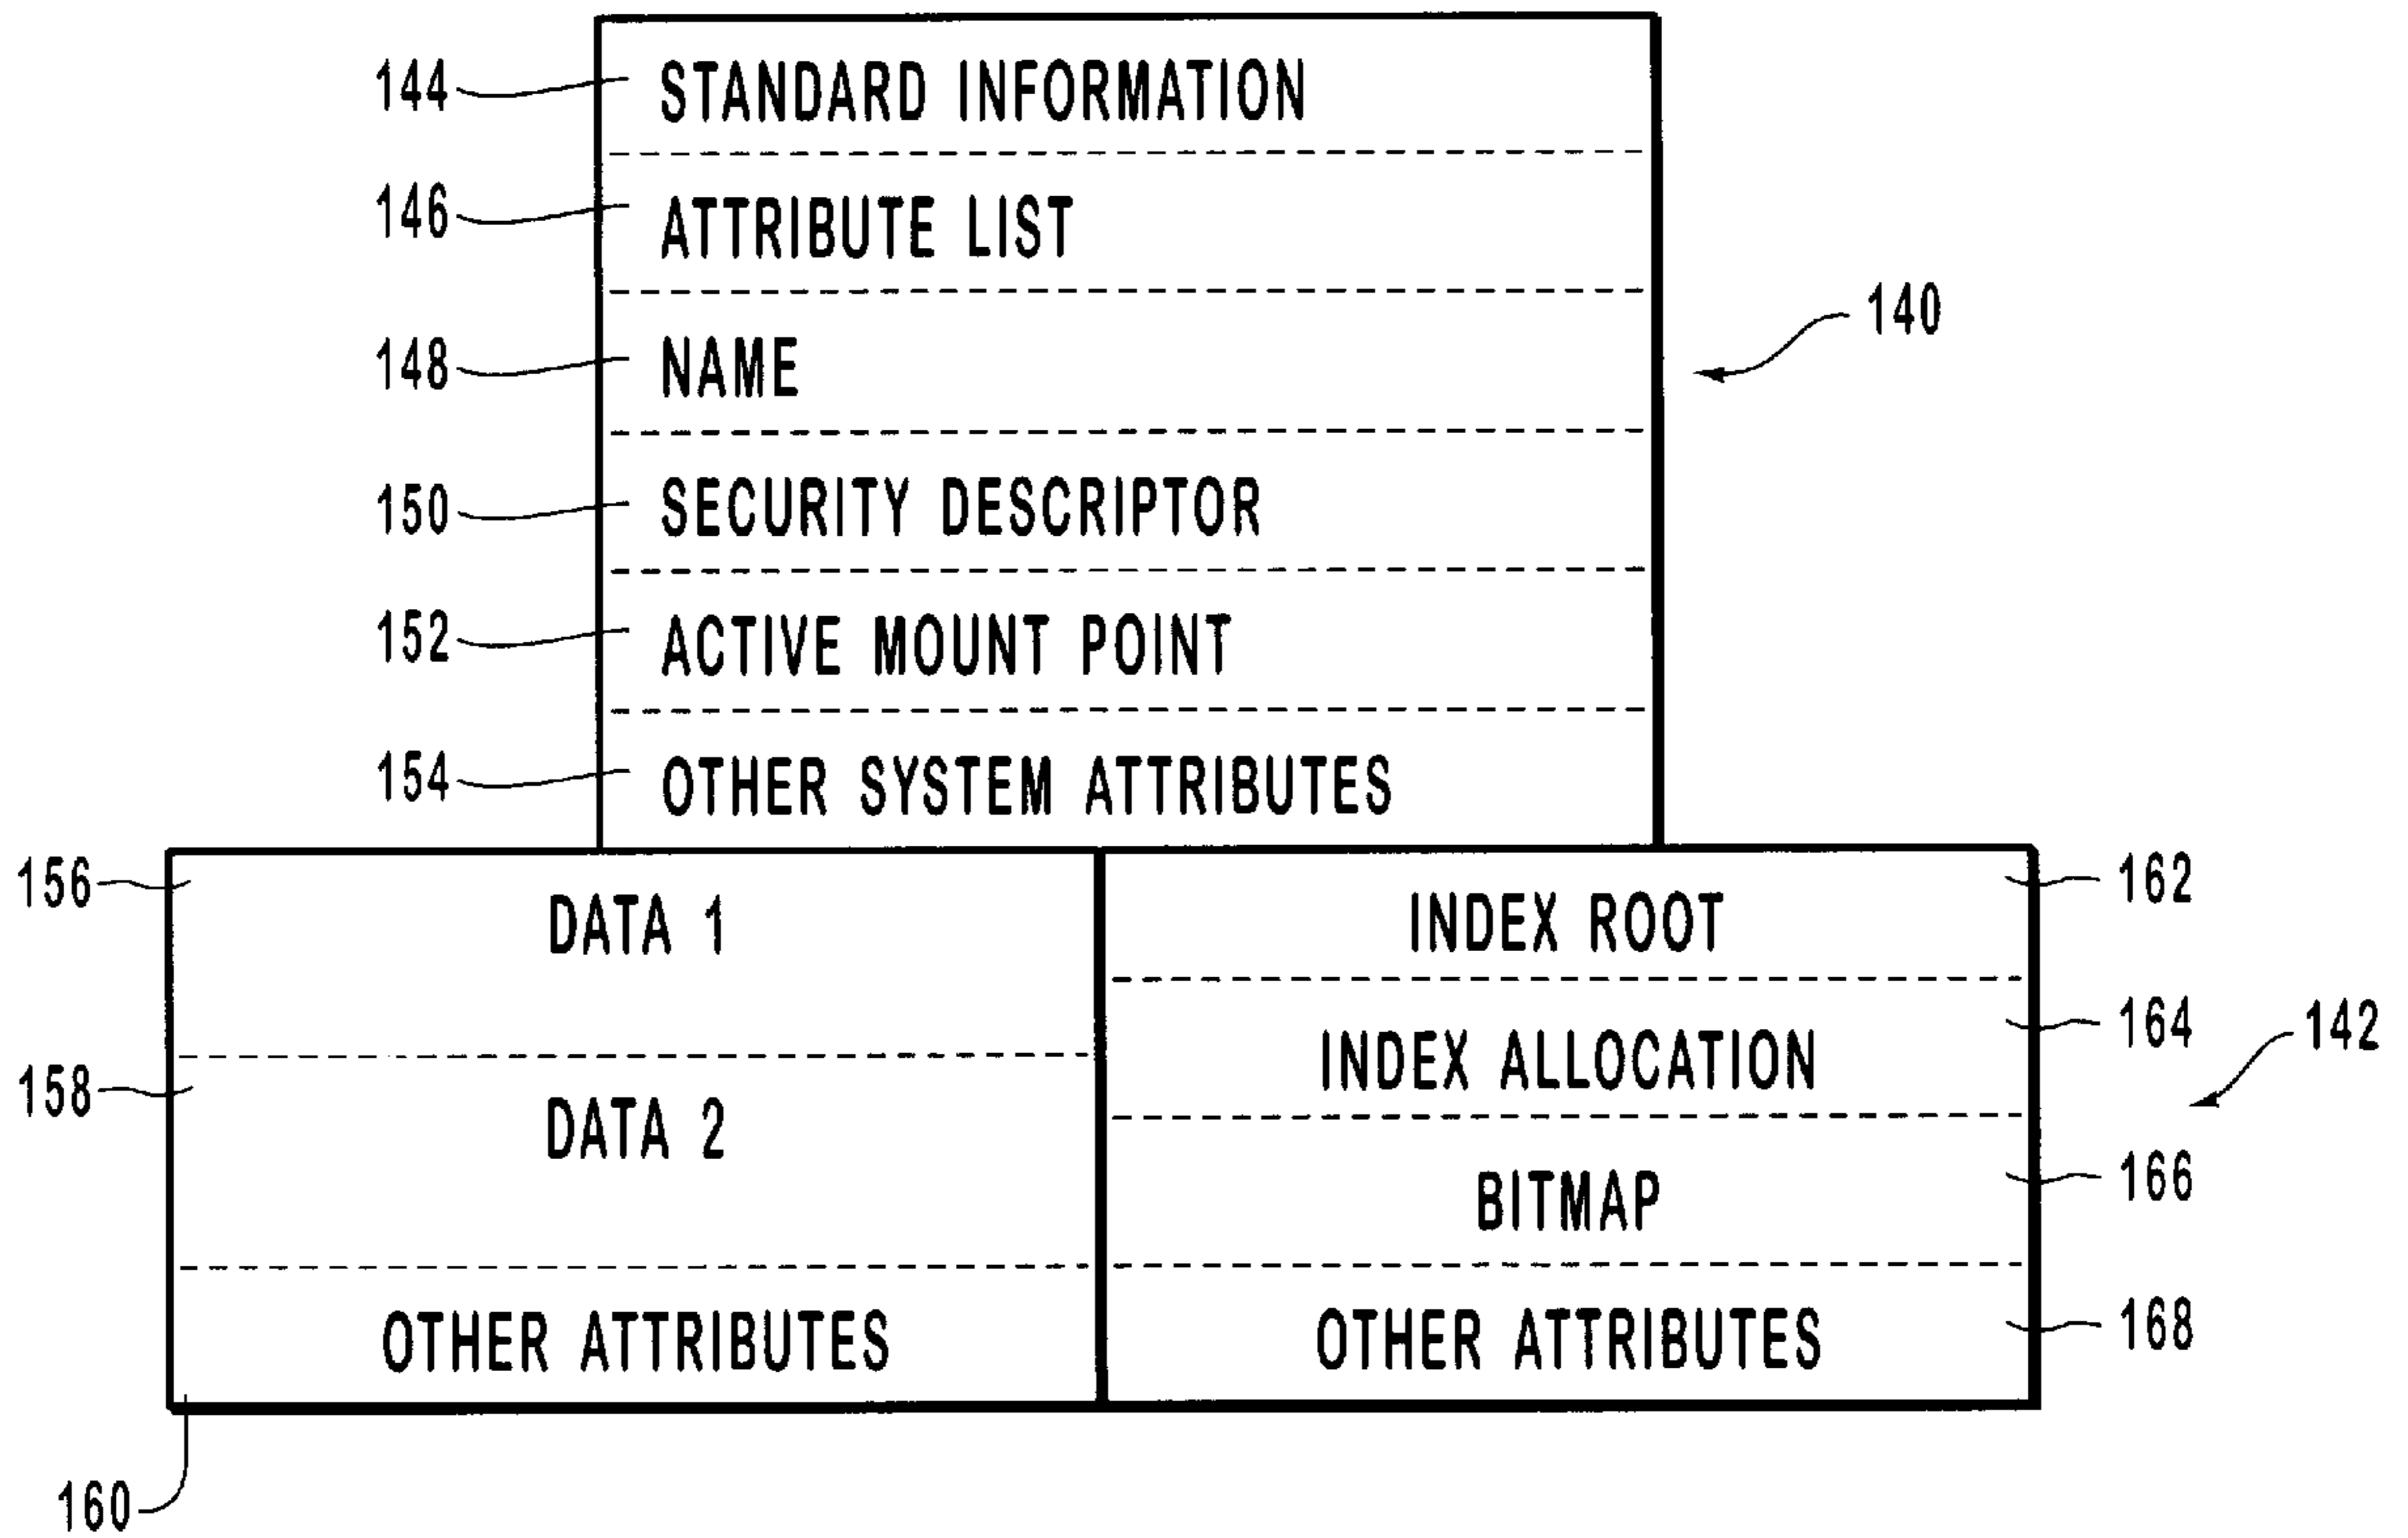 144 STANDARD INFORMATION
146 ATTRIBUTE LIST
140
148 NAME
150 SECURITY DESCRIPTOR
152 ACTIVE MOUNT POINT
154 OTHER SYSTEM ATTRIBUTES
156 DATA 1
158 DATA 2
OTHER ATTRIBUTES
160
INDEX ROOT 162
INDEX ALLOCATION 164
142
BITMAP 166
OTHER ATTRIBUTES 168